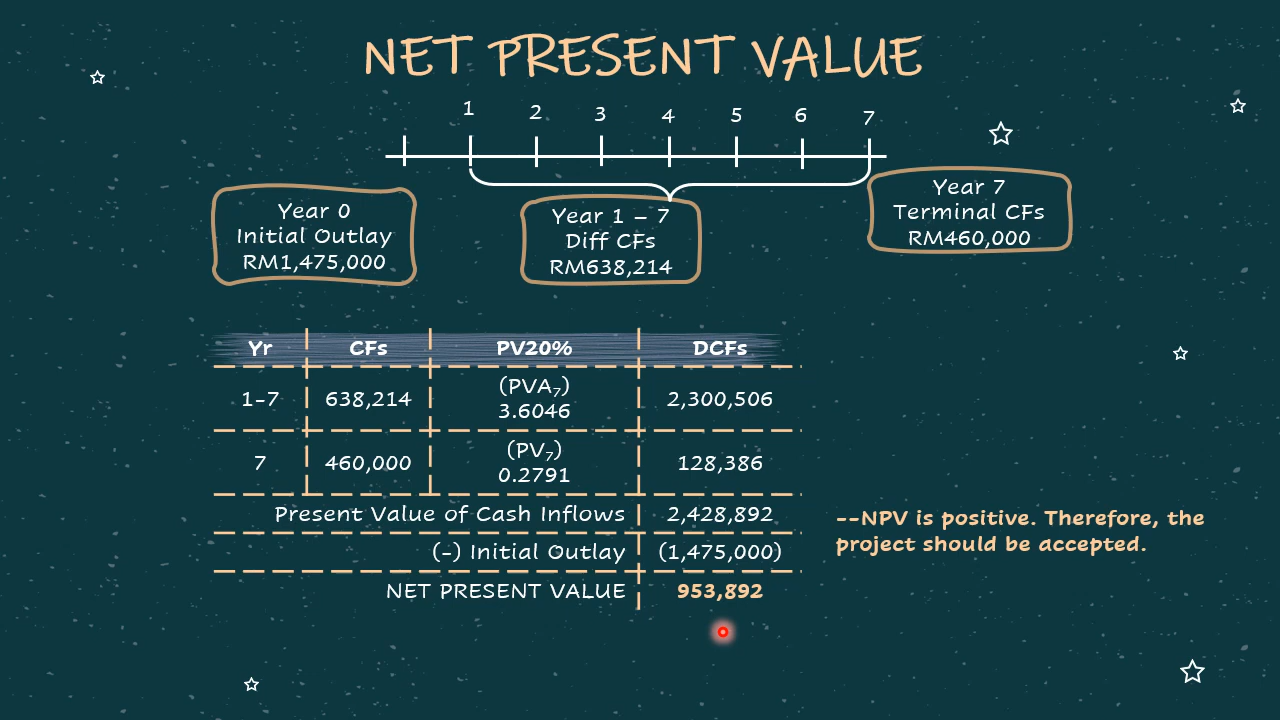 NET PRESENT VALUE
1 2 3 4 5 6 7
Year 0
Initial Outlay
RM1,475,000
Year 1 – 7
Diff CFs
RM638,214
Year 7
Terminal CFs
RM460,000
Yr CFs PV20% DCFs
1-7 638,214 (PVA₇) 3.6046 2,300,506
7 460,000 (PV₇) 0.2791 128,386
Present Value of Cash Inflows 2,428,892
(-) Initial Outlay (1,475,000)
NET PRESENT VALUE 953,892
--NPV is positive. Therefore, the
project should be accepted.